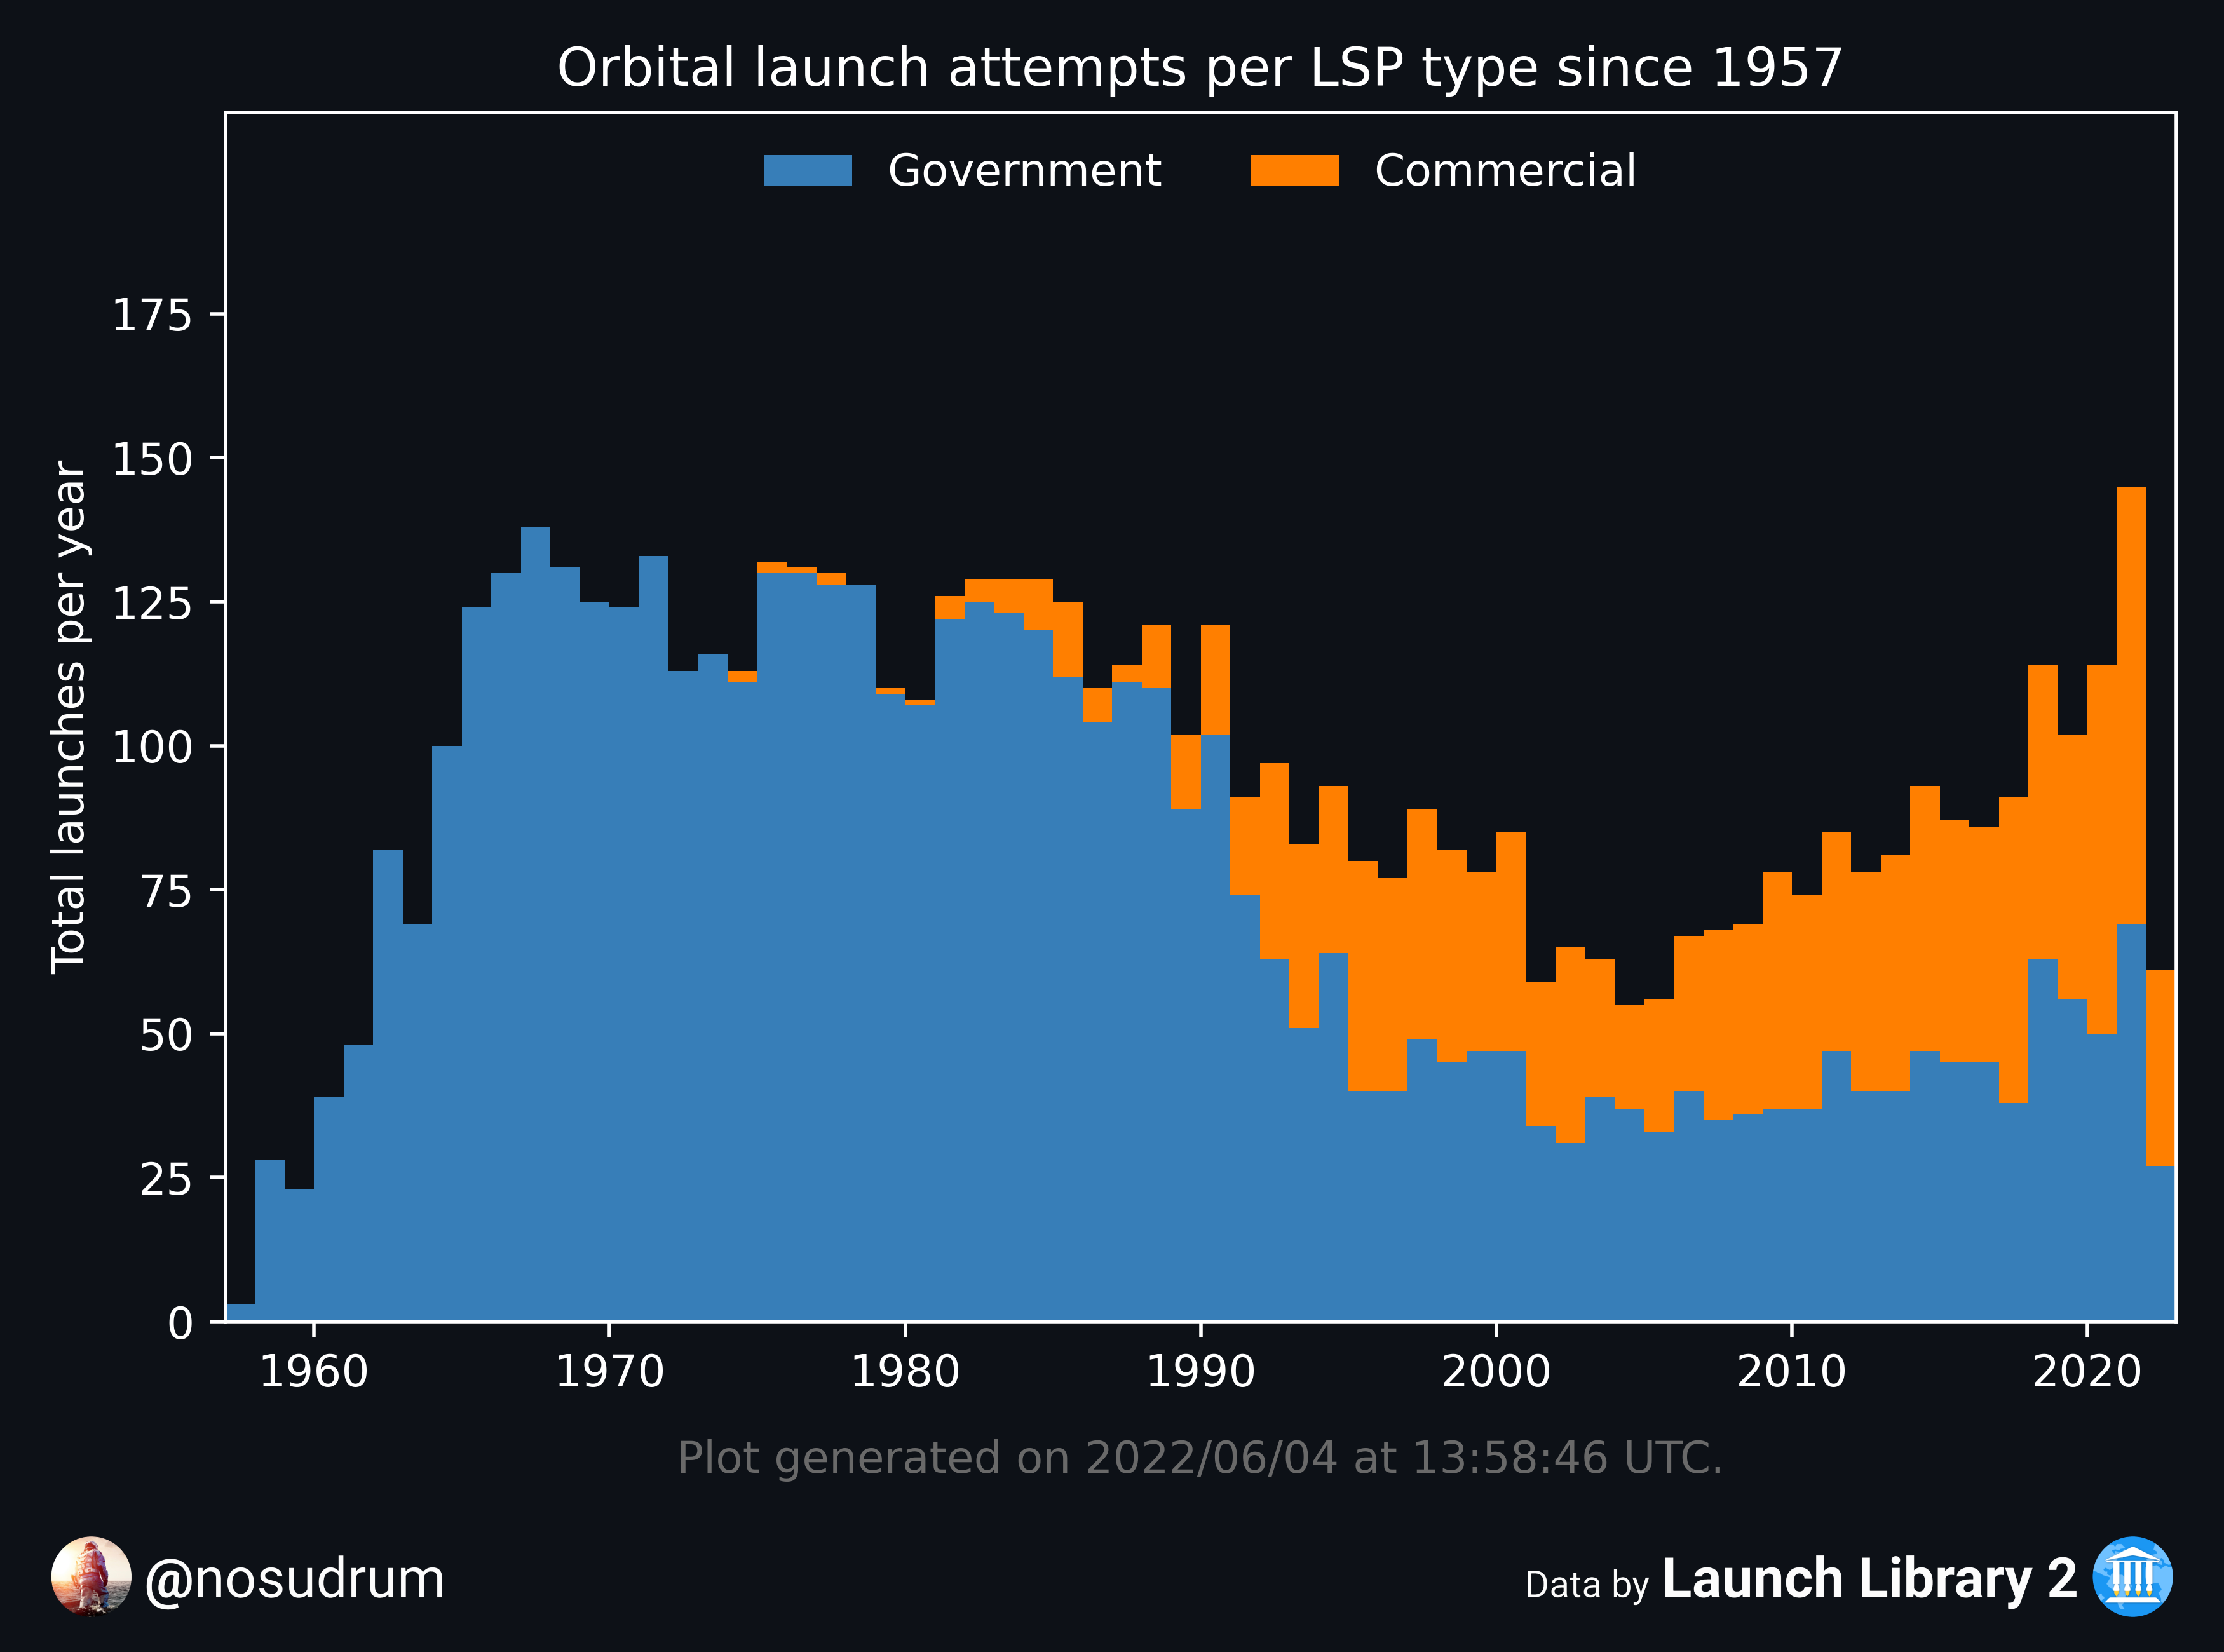 Orbital launch attempts per LSP type since 1957
Government
Commercial
Total launches per year
175
150
125
100
75
50
25
0
1960
1970
1980
1990
2000
2010
2020
Plot generated on 2022/06/04 at 13:58:46 UTC.
@nosudrum
Data by Launch Library 2